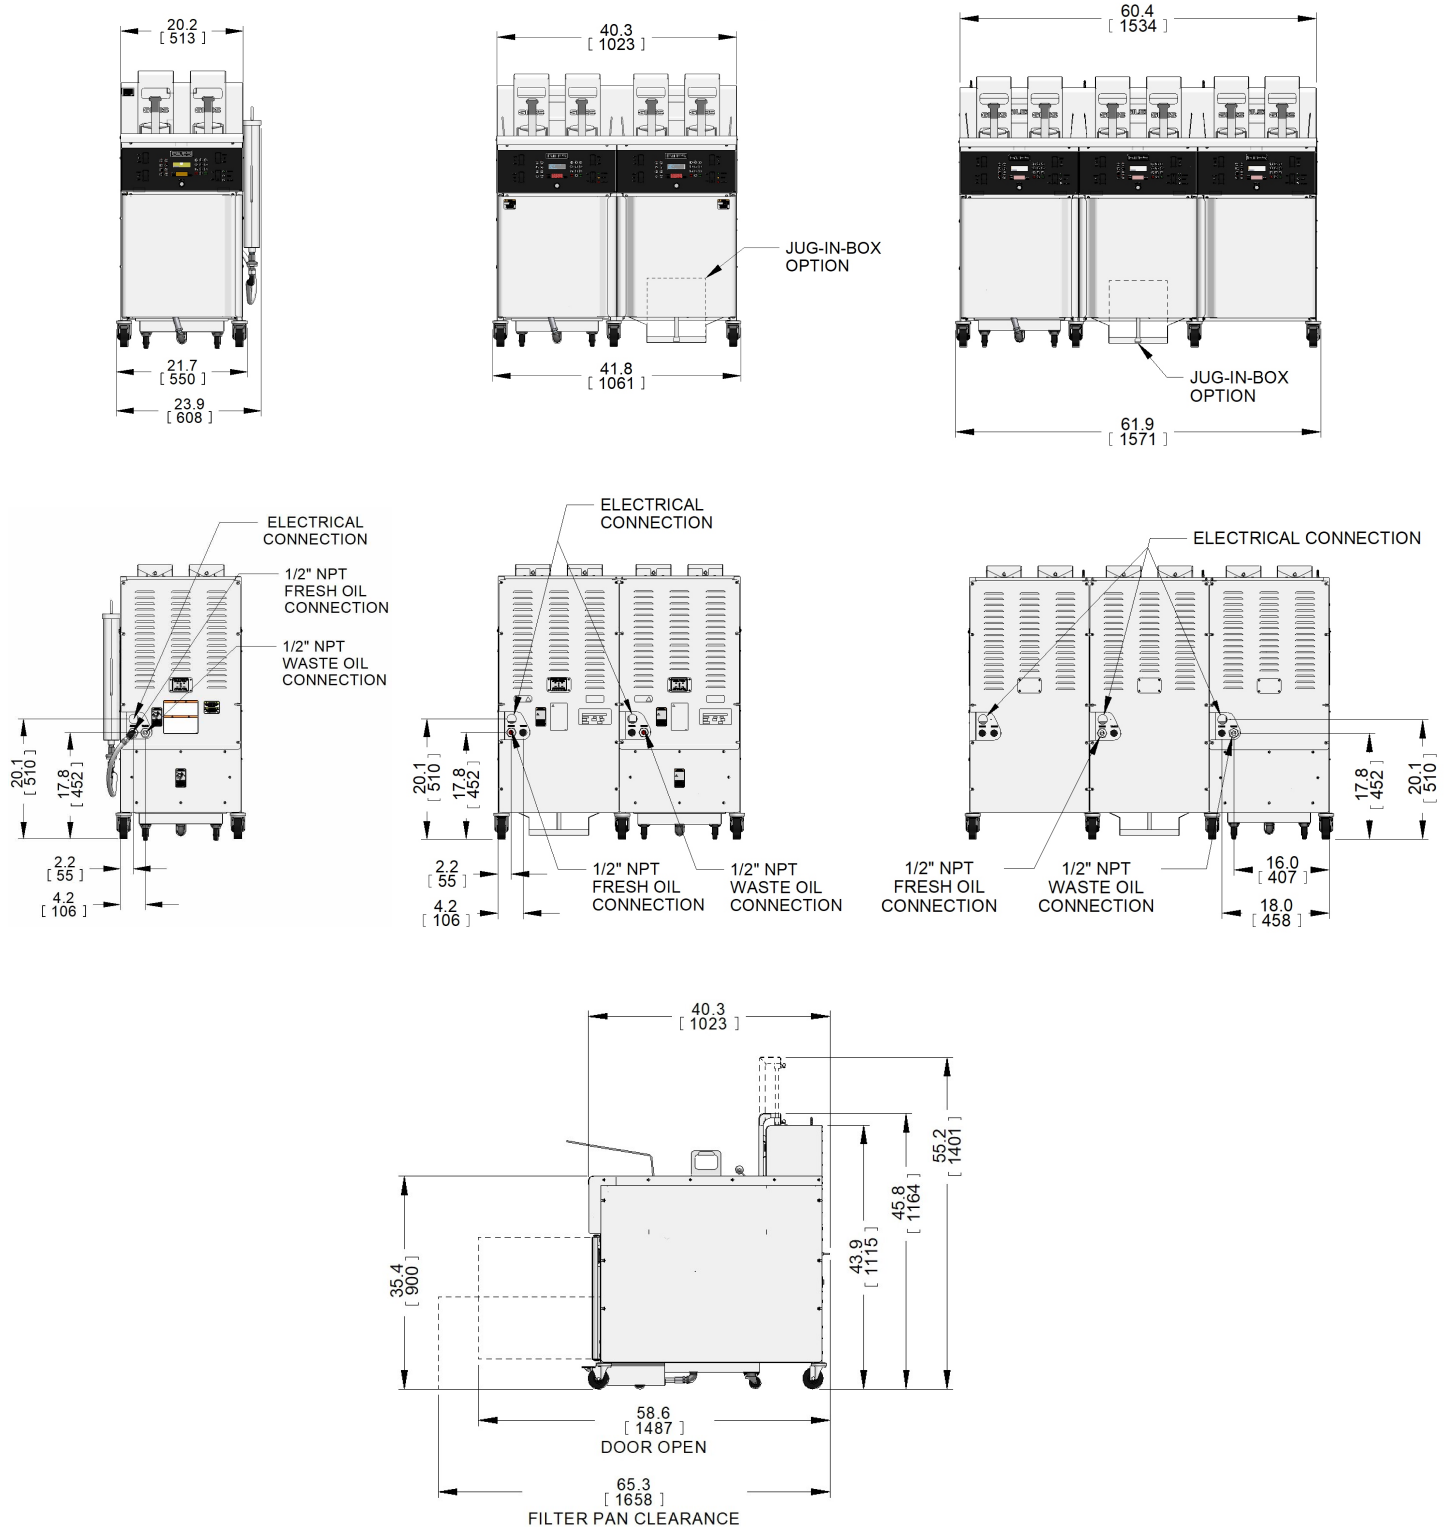 20.2
[ 513 ]
40.3
[ 1023 ]
60.4
[ 1534 ]
JUG-IN-BOX
OPTION
21.7
[ 550 ]
23.9
[ 608 ]
41.8
[ 1061 ]
JUG-IN-BOX
OPTION
61.9
[ 1571 ]
ELECTRICAL
CONNECTION
1/2" NPT
FRESH OIL
CONNECTION
1/2" NPT
WASTE OIL
CONNECTION
20.1
[ 510 ]
17.8
[ 452 ]
2.2
[ 55 ]
4.2
[ 106 ]
ELECTRICAL
CONNECTION
20.1
[ 510 ]
17.8
[ 452 ]
2.2
[ 55 ]
4.2
[ 106 ]
1/2" NPT
FRESH OIL
CONNECTION
1/2" NPT
WASTE OIL
CONNECTION
ELECTRICAL CONNECTION
17.8
[ 452 ]
20.1
[ 510 ]
1/2" NPT
FRESH OIL
CONNECTION
1/2" NPT
WASTE OIL
CONNECTION
16.0
[ 407 ]
18.0
[ 458 ]
40.3
[ 1023 ]
55.2
[ 1401 ]
45.8
[ 1164 ]
43.9
[ 1115 ]
35.4
[ 900 ]
58.6
[ 1487 ]
DOOR OPEN
65.3
[ 1658 ]
FILTER PAN CLEARANCE